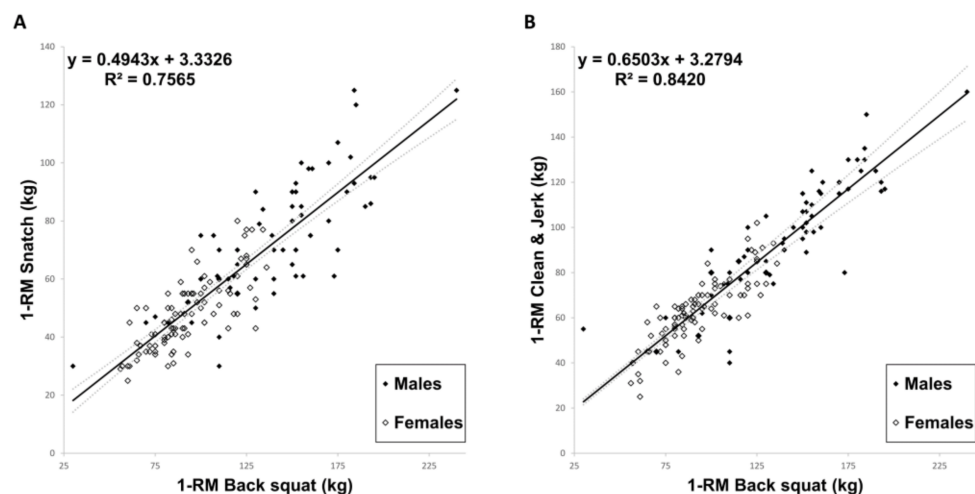 A
y = 0.4943x + 3.3326
R² = 0.7565
1-RM Snatch (kg)
140
120
100
80
60
40
20
0
25
75
125
175
225
1-RM Back squat (kg)
Males
Females
B
y = 0.6503x + 3.2794
R² = 0.8420
1-RM Clean & Jerk (kg)
180
160
140
120
100
80
60
40
20
0
25
75
125
175
225
1-RM Back squat (kg)
Males
Females